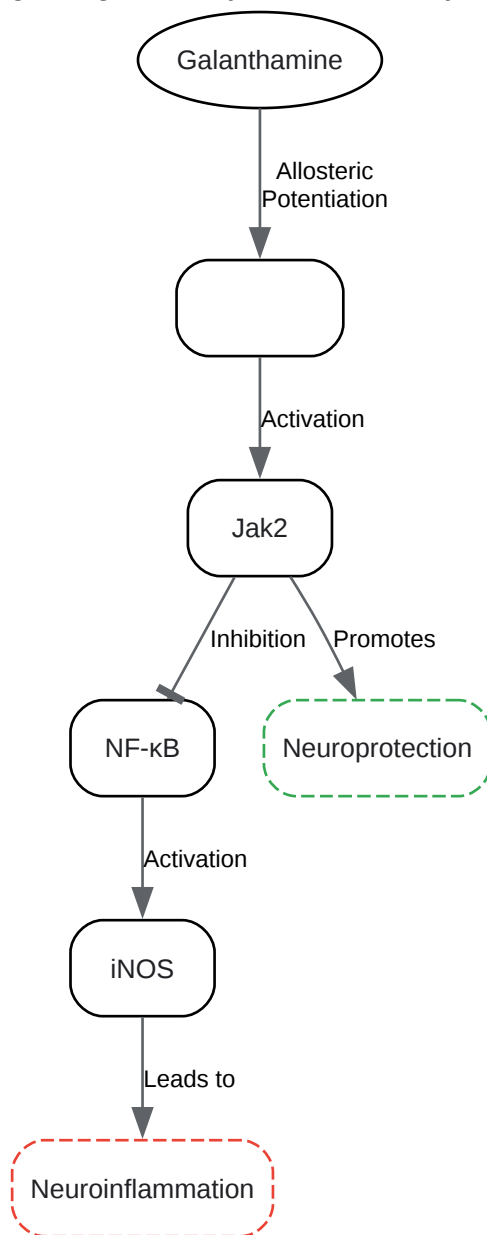 Galanthamine
Allosteric
Potentiation
Activation
Jak2
Inhibition
Promotes
NF-κB
Neuroprotection
Activation
iNOS
Leads to
Neuroinflammation